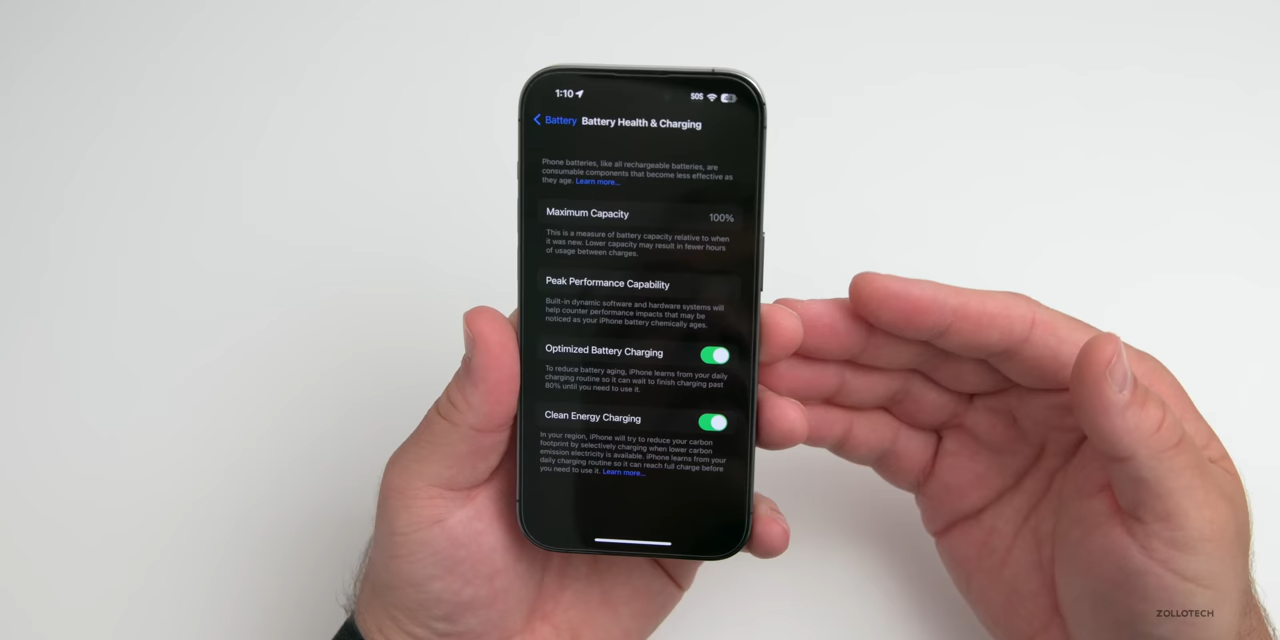 1:10 SOS
Battery Battery Health & Charging
Phone batteries, like all rechargeable batteries, are
consumable components that become less effective as
they age. Learn more...
Maximum Capacity 100%
This is a measure of battery capacity relative to when
it was new. Lower capacity may result in fewer hours
of usage between charges.
Peak Performance Capability
Built-in dynamic software and hardware systems will
help counter performance impacts that may be
noticed as your iPhone battery chemically ages.
Optimized Battery Charging
To reduce battery aging, iPhone learns from your daily
charging routine so it can wait to finish charging past
80% until you need to use it.
Clean Energy Charging
In your region, iPhone will try to reduce your carbon
footprint by selectively charging when lower carbon
emission electricity is available. iPhone learns from your
daily charging routine so it can reach full charge before
you need to use it. Learn more...
ZOLLOTECH